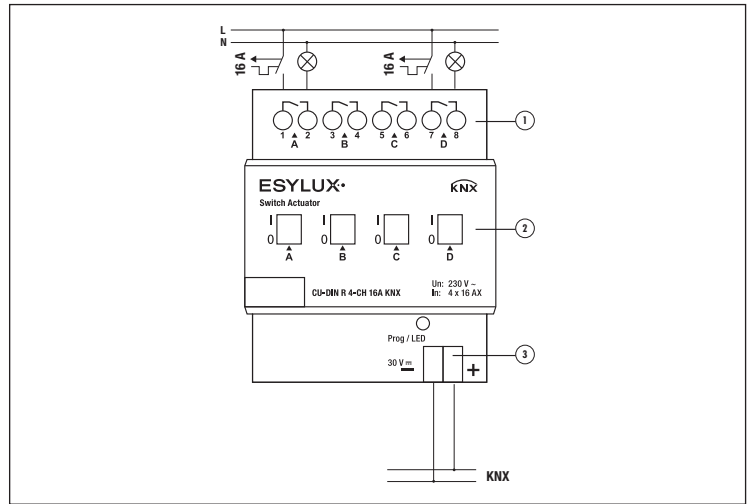 L
N
16 A
16 A
1 2 3 4 5 6 7 8
A B C D
1
ESYLUX
KNX
Switch Actuator
I I I I
0 0 0 0
2
A B C D
CU-DIN R 4-CH 16A KNX
Un: 230 V ~
In: 4 x 16 AX
Prog / LED
30 V
+
3
KNX